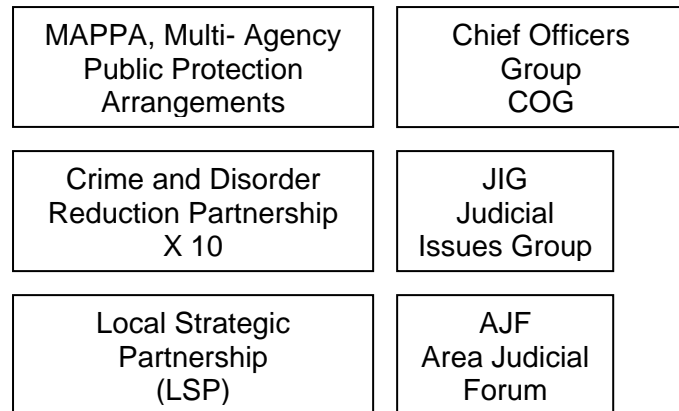 MAPPA, Multi- Agency
Public Protection
Arrangements
Chief Officers
Group
COG
Crime and Disorder
Reduction Partnership
X 10
JIG
Judicial
Issues Group
Local Strategic
Partnership
(LSP)
AJF
Area Judicial
Forum